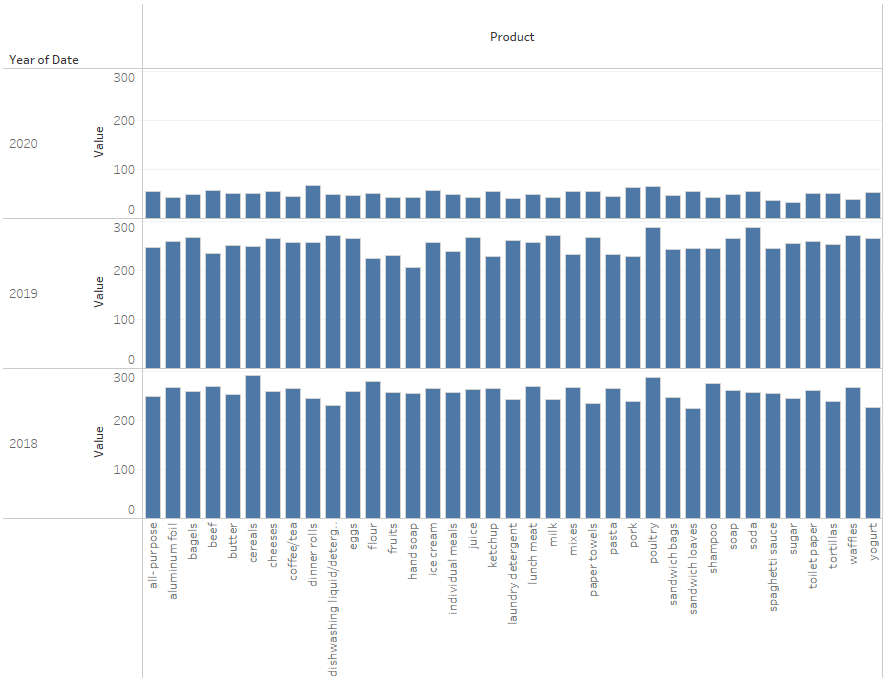 Product
Year of Date
2020
Value
300
200
100
0
2019
Value
300
200
100
0
2018
Value
300
200
100
0
all-purpose
aluminum foil
bagels
beef
butter
cereals
cheeses
coffee/tea
dinner rolls
dishwashing liquid/deterg..
eggs
flour
fruits
hand soap
ice cream
individual meals
juice
ketchup
laundry detergent
lunch meat
milk
mixes
paper towels
pasta
pork
poultry
sandwich bags
sandwich loaves
shampoo
soap
soda
spaghetti sauce
sugar
toilet paper
tortillas
waffles
yogurt